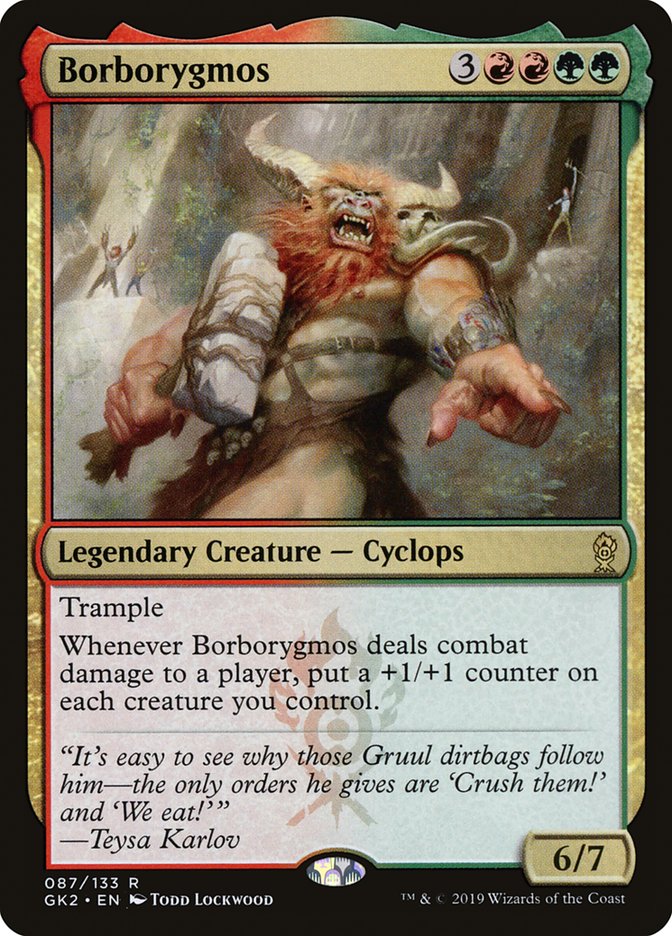 Borborygmos 3
Legendary Creature — Cyclops
Trample
Whenever Borborygmos deals combat
damage to a player, put a +1/+1 counter on
each creature you control.
“It’s easy to see why those Gruul dirtbags follow
him—the only orders he gives are ‘Crush them!’
and ‘We eat!’”
—Teysa Karlov
6/7
087/133 R
GK2 • EN Todd Lockwood
™ & © 2019 Wizards of the Coast